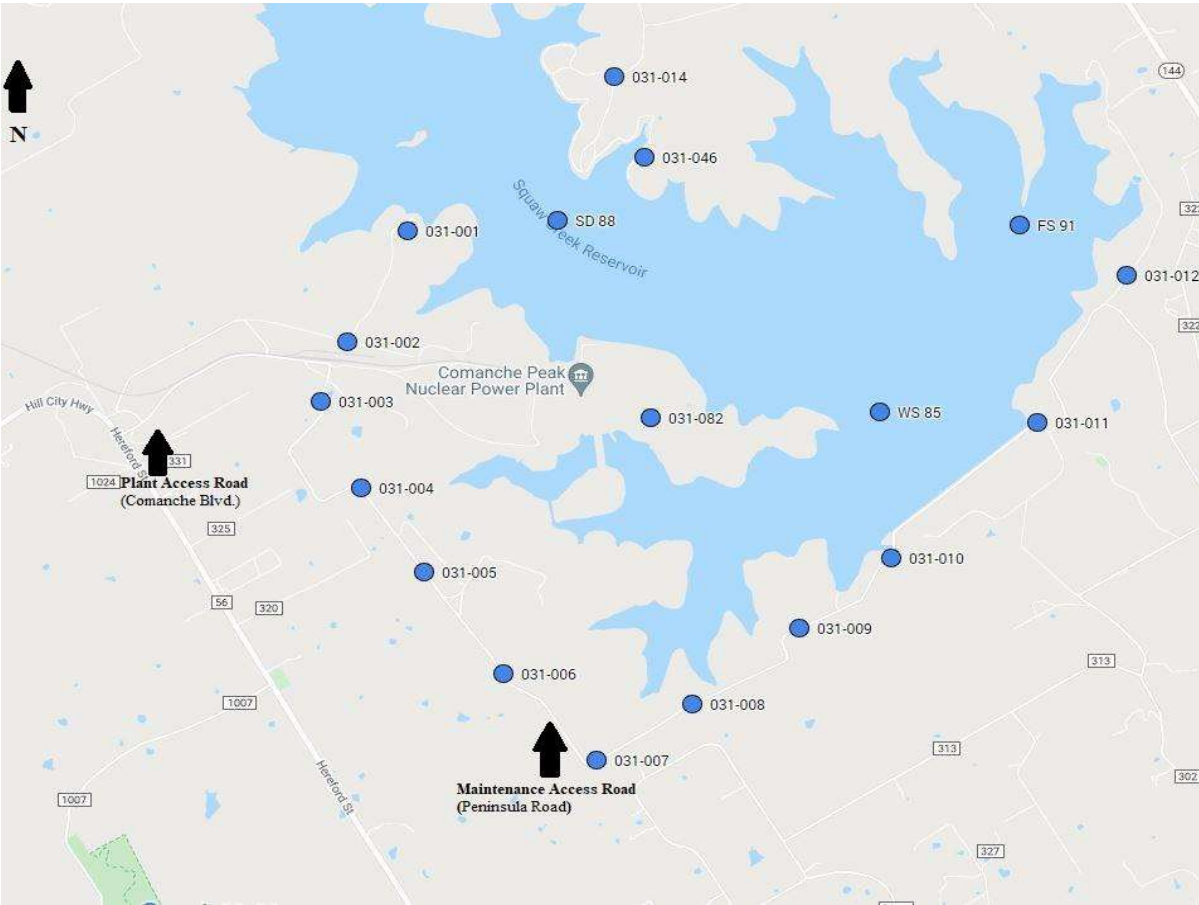 031-014
144
N
031-046
SD 88
Squaw Creek Reservoir
FS 91
031-001
031-012
031-002
Comanche Peak
Nuclear Power Plant
031-003
Hill City Hwy
WS 85
031-082
031-011
Hereford St
331
1024
Plant Access Road
(Comanche Blvd.)
031-004
325
031-010
031-005
56
320
031-009
313
031-006
1007
031-008
313
031-007
302
Hereford St
Maintenance Access Road
(Peninsula Road)
1007
327